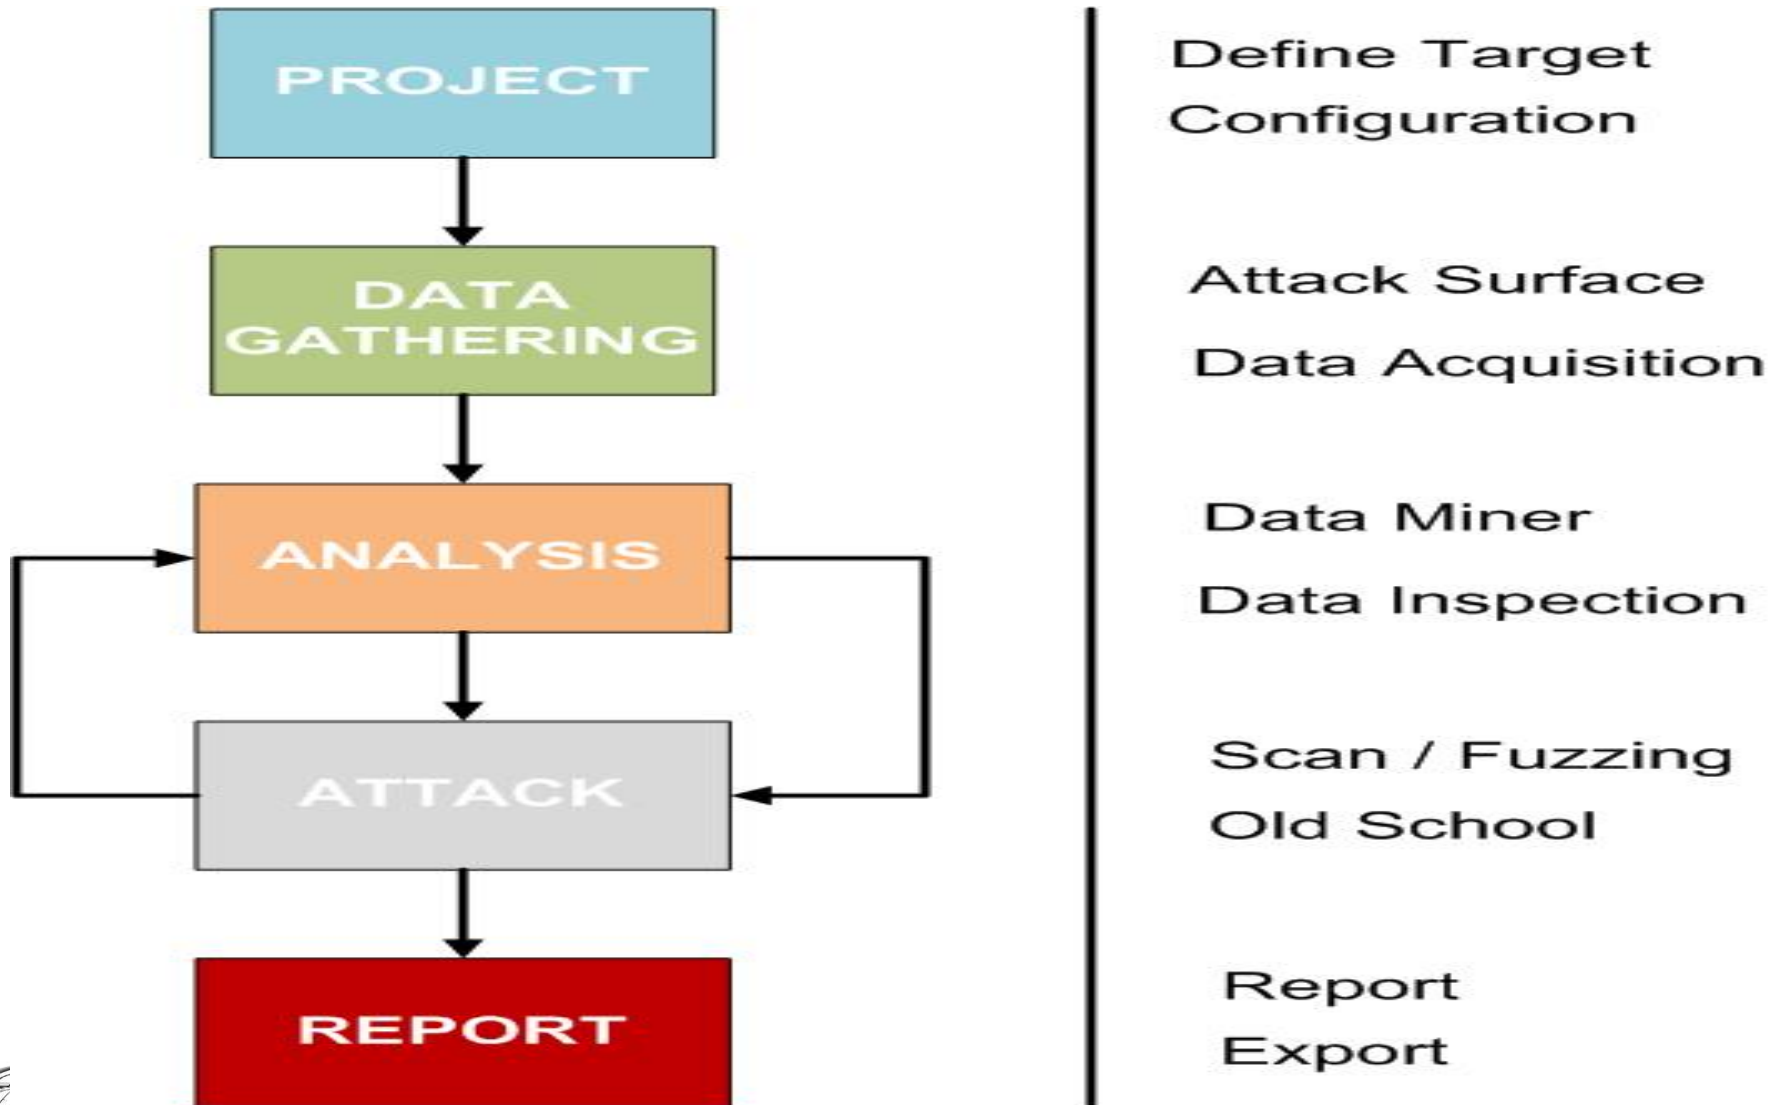 PROJECT
Define Target
Configuration
DATA
GATHERING
Attack Surface
Data Acquisition
ANALYSIS
Data Miner
Data Inspection
ATTACK
Scan / Fuzzing
Old School
REPORT
Report
Export